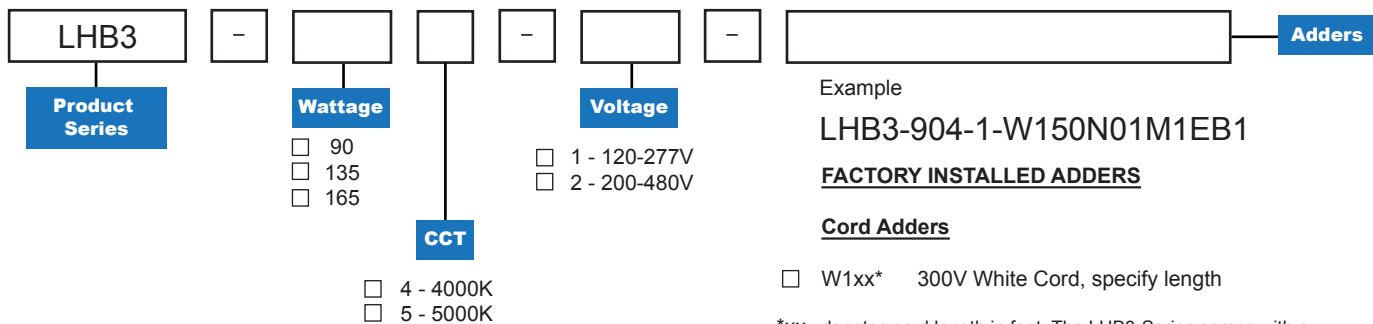 LHB3 - - - Adders
Product Series
Wattage
90
135
165
CCT
4 - 4000K
5 - 5000K
Voltage
1 - 120-277V
2 - 200-480V
Example
LHB3-904-1-W150N01M1EB1
FACTORY INSTALLED ADDERS
Cord Adders
W1xx* 300V White Cord, specify length